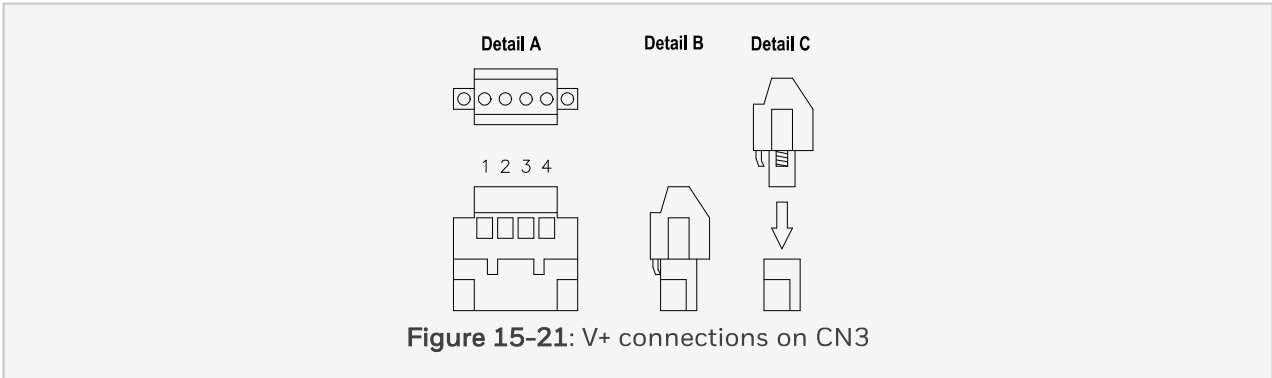 Detail A Detail B Detail C
1 2 3 4
Figure 15-21: V+ connections on CN3